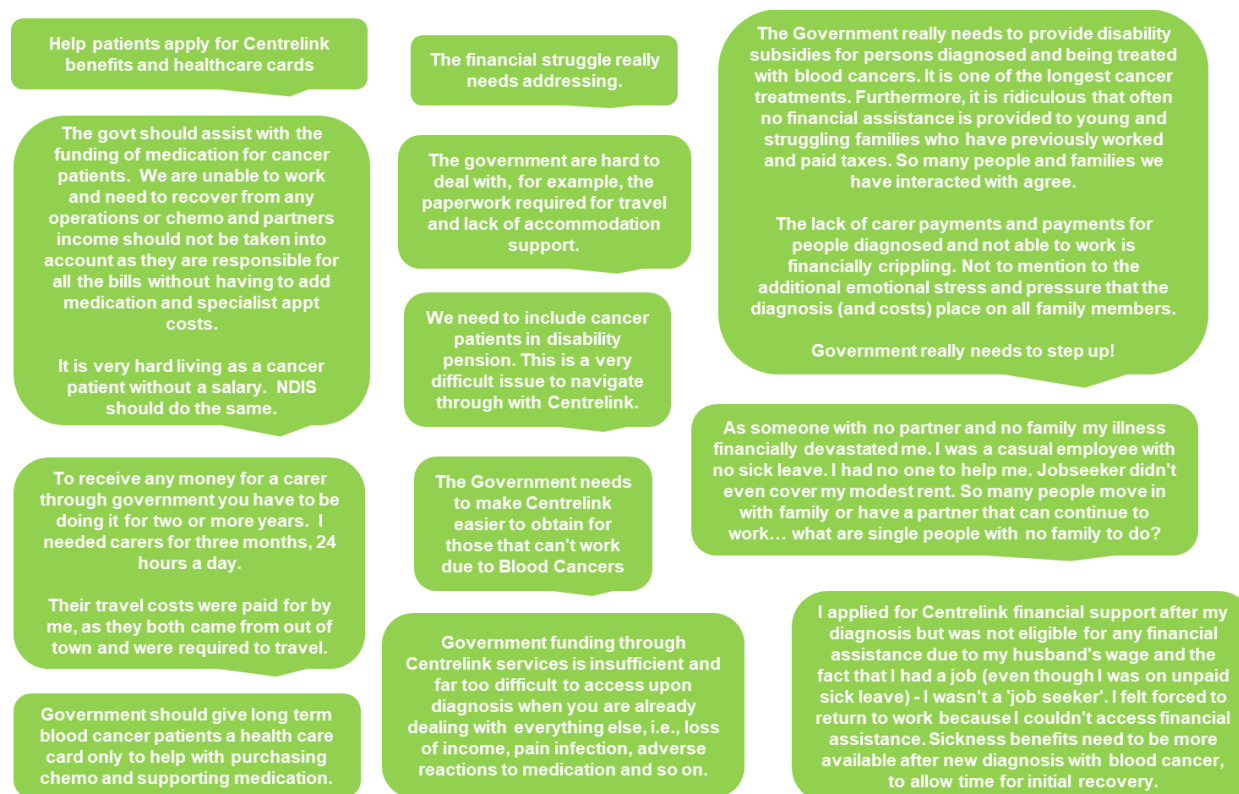 Help patients apply for Centrelink
benefits and healthcare cards
The govt should assist with the
funding of medication for cancer
patients.  We are unable to work
and need to recover from any
operations or chemo and partners
income should not be taken into
account as they are responsible for
all the bills without having to add
medication and specialist appt
costs.
It is very hard living as a cancer
patient without a salary.  NDIS
should do the same.
To receive any money for a carer
through government you have to be
doing it for two or more years.  I
needed carers for three months, 24
hours a day.
Their travel costs were paid for by
me, as they both came from out of
town and were required to travel.
Government should give long term
blood cancer patients a health care
card only to help with purchasing
chemo and supporting medication.
The financial struggle really
needs addressing.
The government are hard to
deal with, for example, the
paperwork required for travel
and lack of accommodation
support.
We need to include cancer
patients in disability
pension. This is a very
difficult issue to navigate
through with Centrelink.
The Government needs
to make Centrelink
easier to obtain for
those that can't work
due to Blood Cancers
Government funding through
Centrelink services is insufficient and
far too difficult to access upon
diagnosis when you are already
dealing with everything else, i.e., loss
of income, pain infection, adverse
reactions to medication and so on.
The Government really needs to provide disability
subsidies for persons diagnosed and being treated
with blood cancers. It is one of the longest cancer
treatments. Furthermore, it is ridiculous that often
no financial assistance is provided to young and
struggling families who have previously worked
and paid taxes. So many people and families we
have interacted with agree.
The lack of carer payments and payments for
people diagnosed and not able to work is
financially crippling. Not to mention to the
additional emotional stress and pressure that the
diagnosis (and costs) place on all family members.
Government really needs to step up!
As someone with no partner and no family my illness
financially devastated me. I was a casual employee with
no sick leave. I had no one to help me. Jobseeker didn't
even cover my modest rent. So many people move in
with family or have a partner that can continue to
work… what are single people with no family to do?
I applied for Centrelink financial support after my
diagnosis but was not eligible for any financial
assistance due to my husband's wage and the
fact that I had a job (even though I was on unpaid
sick leave) - I wasn't a 'job seeker'. I felt forced to
return to work because I couldn't access financial
assistance. Sickness benefits need to be more
available after new diagnosis with blood cancer,
to allow time for initial recovery.